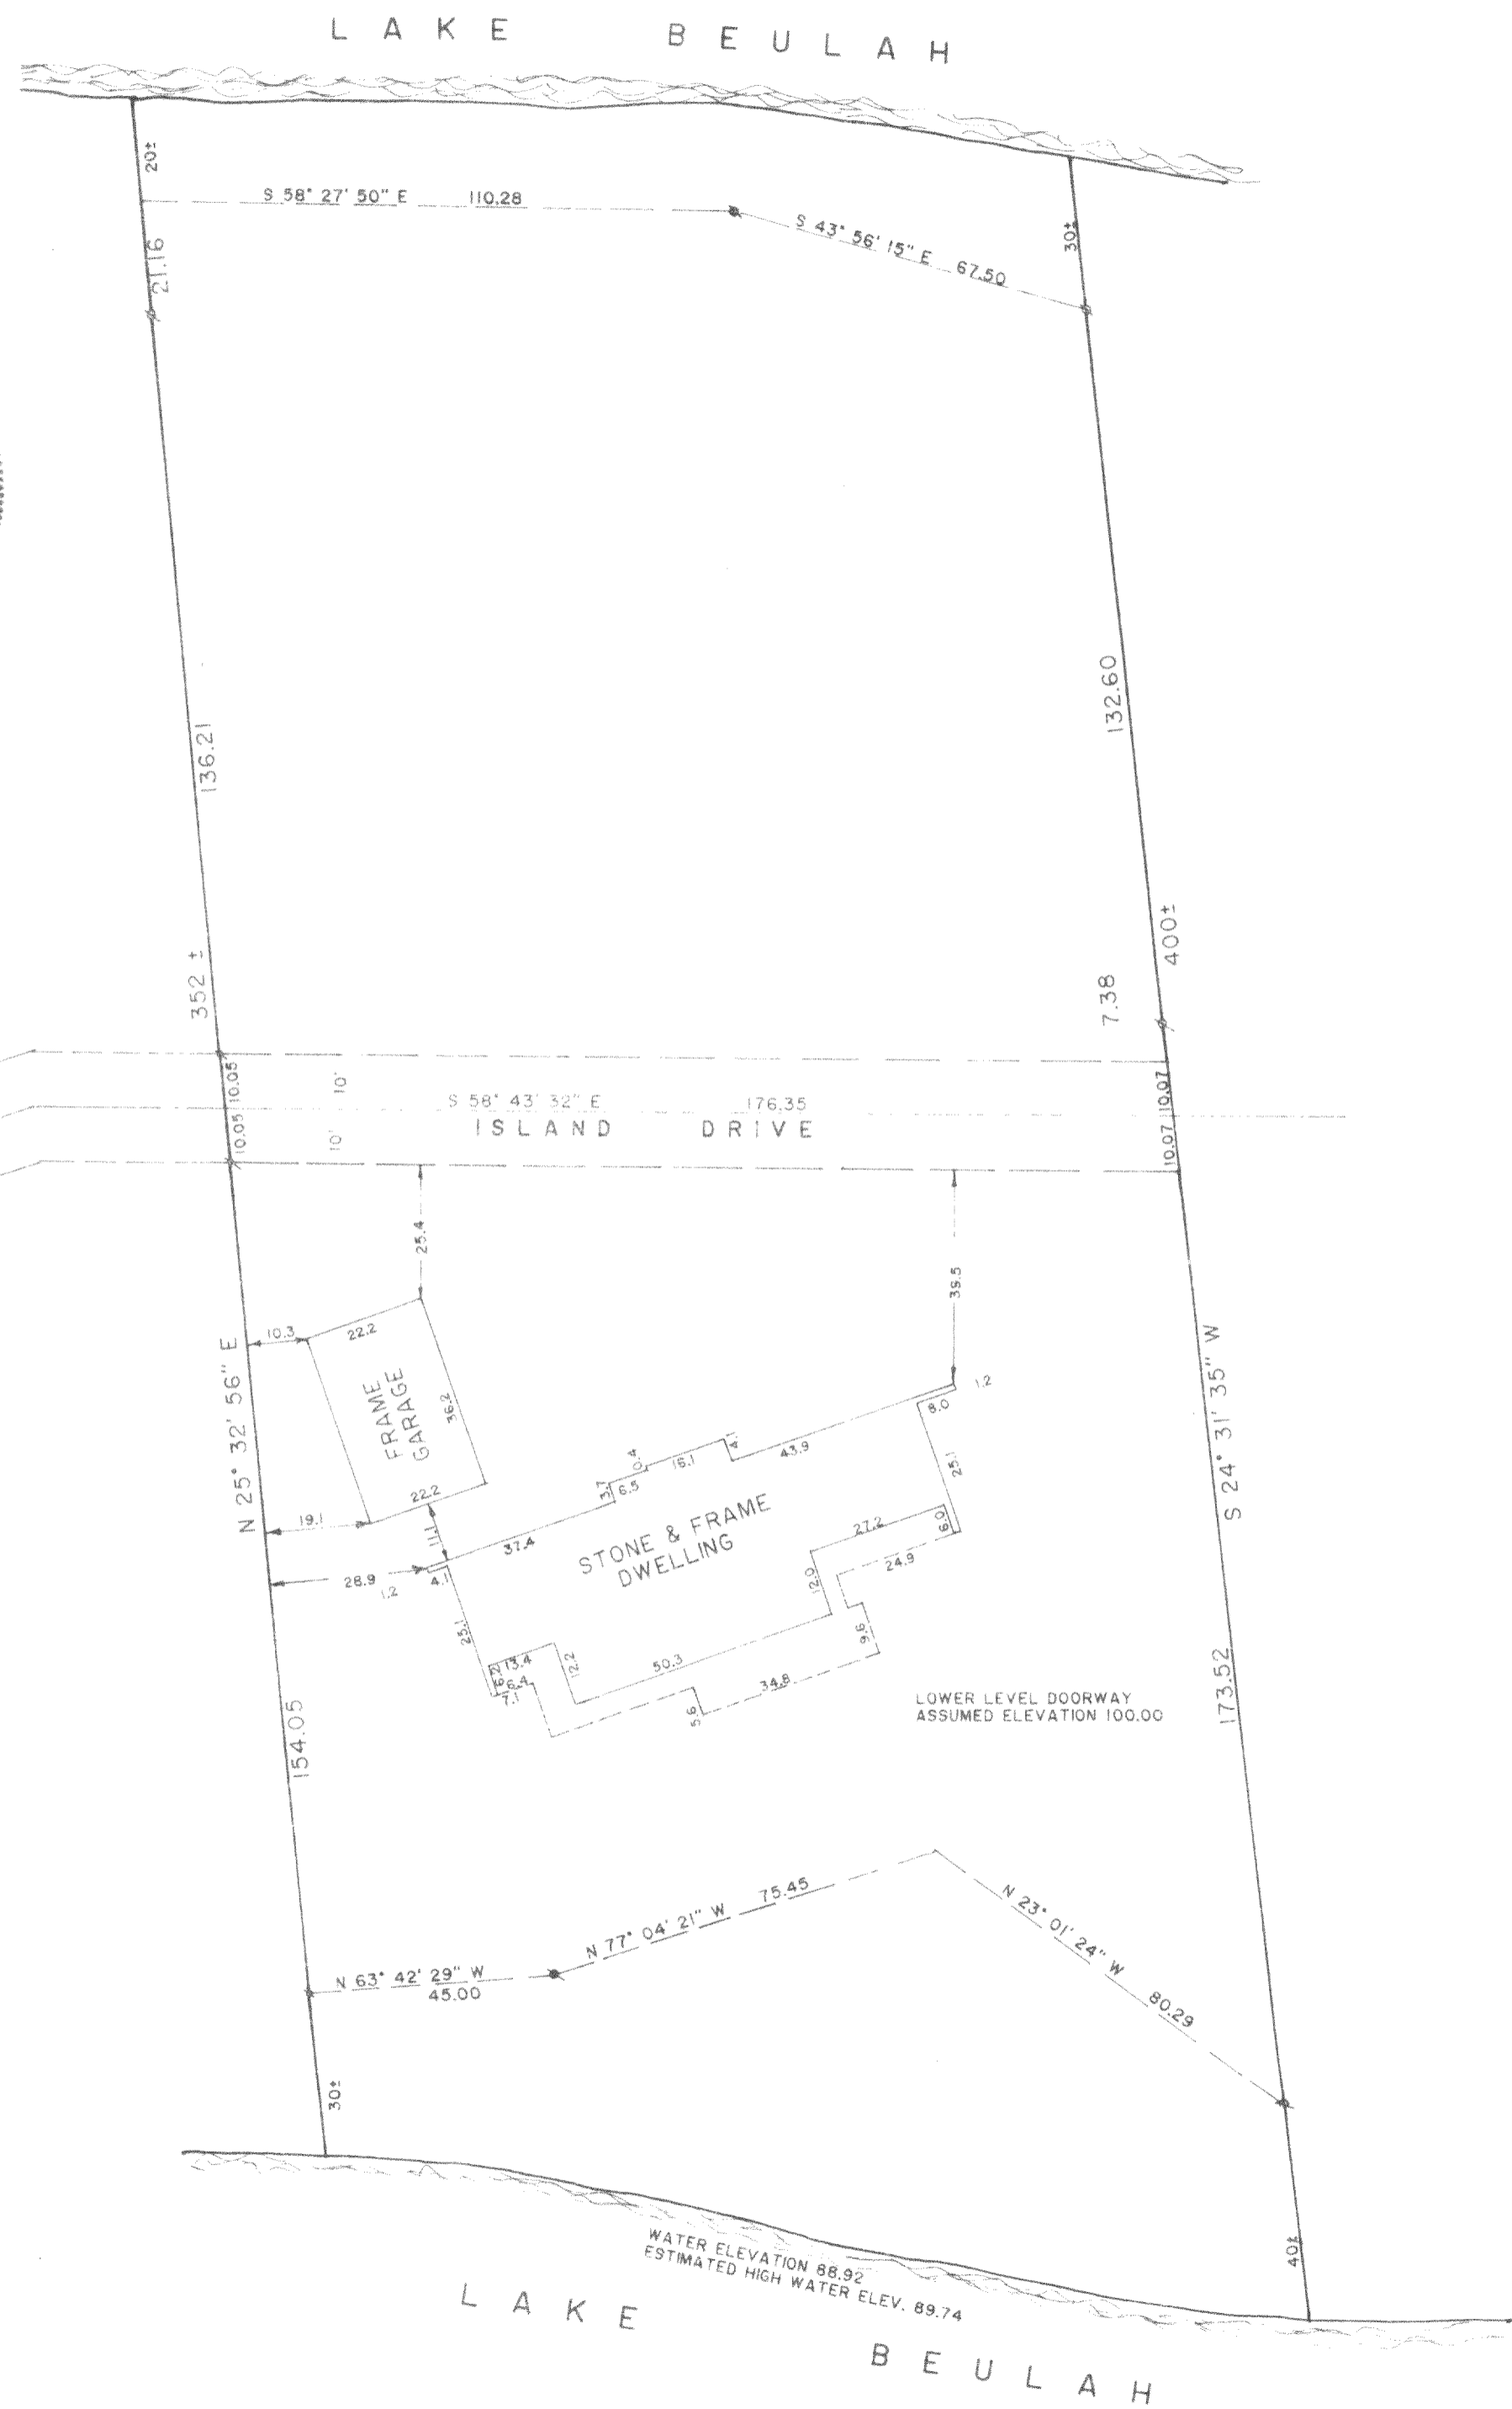 LAKE BEULAH
20±
S 58° 27' 50" E 110.28
S 43° 56' 15" E 67.50
30±
21.16
132.60
136.21
400±
352 ±
7.38
10.05
10'
10.07
S 58° 43' 32" E 176.35
10.05
10'
ISLAND DRIVE
10.07
25.4
39.5
10.3
22.2
N 25° 32' 56" E
S 24° 31' 35" W
FRAME
GARAGE
36.2
1.2
8.0
4.1
43.9
0.4
16.1
25.1
3.7
6.5
22.2
19.1
11.1
37.4
STONE & FRAME
DWELLING
27.2
6.0
24.9
28.9
1.2
4.1
12.0
25.1
9.6
6.2
13.4
12.2
50.3
6.4
7.1
34.8
5.6
LOWER LEVEL DOORWAY
ASSUMED ELEVATION 100.00
173.52
154.05
N 77° 04' 21" W 75.45
N 23° 01' 24" W 80.29
N 63° 42' 29" W
45.00
30±
40±
WATER ELEVATION 88.92
ESTIMATED HIGH WATER ELEV. 89.74
LAKE BEULAH